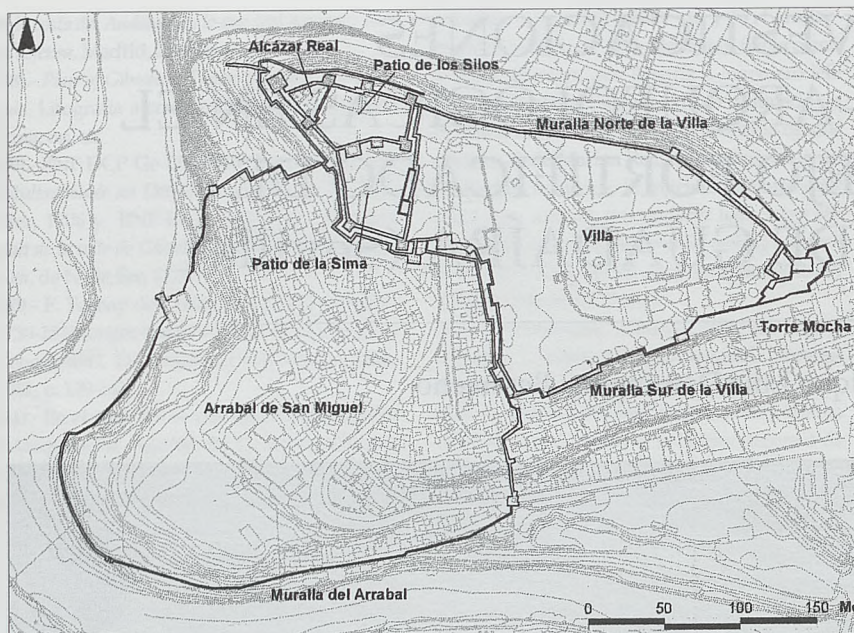 Alcázar Real
Patio de los Silos
Muralla Norte de la Villa
Villa
Patio de la Sima
Torre Mocha
Muralla Sur de la Villa
Arrabal de San Miguel
Muralla del Arrabal
0 50 100 150